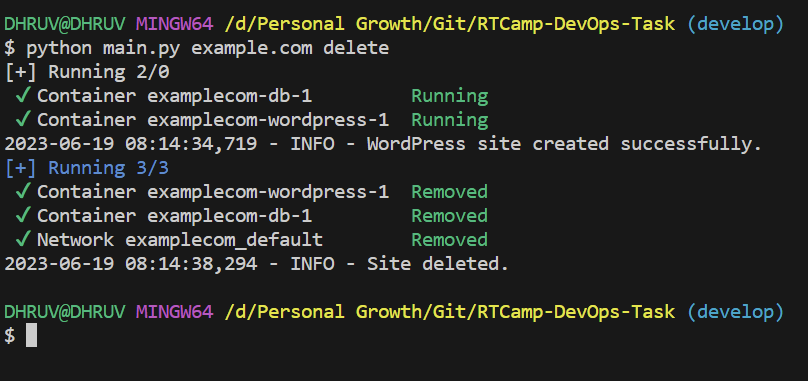 DHRUV@DHRUV MINGW64 /d/Personal Growth/Git/RTCamp-DevOps-Task (develop)
$ python main.py example.com delete
[+] Running 2/0
✔ Container examplecom-db-1 Running
✔ Container examplecom-wordpress-1 Running
2023-06-19 08:14:34,719 - INFO - WordPress site created successfully.
[+] Running 3/3
✔ Container examplecom-wordpress-1 Removed
✔ Container examplecom-db-1 Removed
✔ Network examplecom_default Removed
2023-06-19 08:14:38,294 - INFO - Site deleted.
DHRUV@DHRUV MINGW64 /d/Personal Growth/Git/RTCamp-DevOps-Task (develop)
$